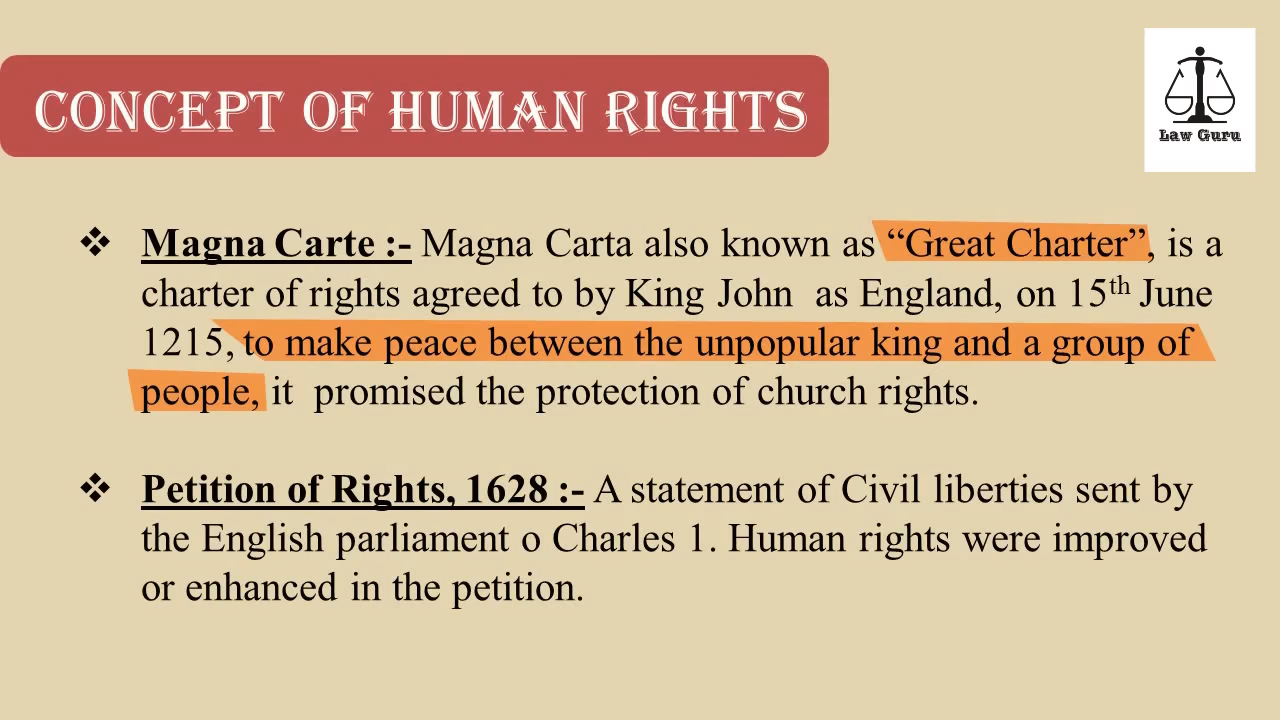 CONCEPT OF HUMAN RIGHTS
Law Guru
❖ Magna Carte :- Magna Carta also known as “Great Charter”, is a
charter of rights agreed to by King John as England, on 15th June
1215, to make peace between the unpopular king and a group of
people, it promised the protection of church rights.
❖ Petition of Rights, 1628 :- A statement of Civil liberties sent by
the English parliament o Charles 1. Human rights were improved
or enhanced in the petition.